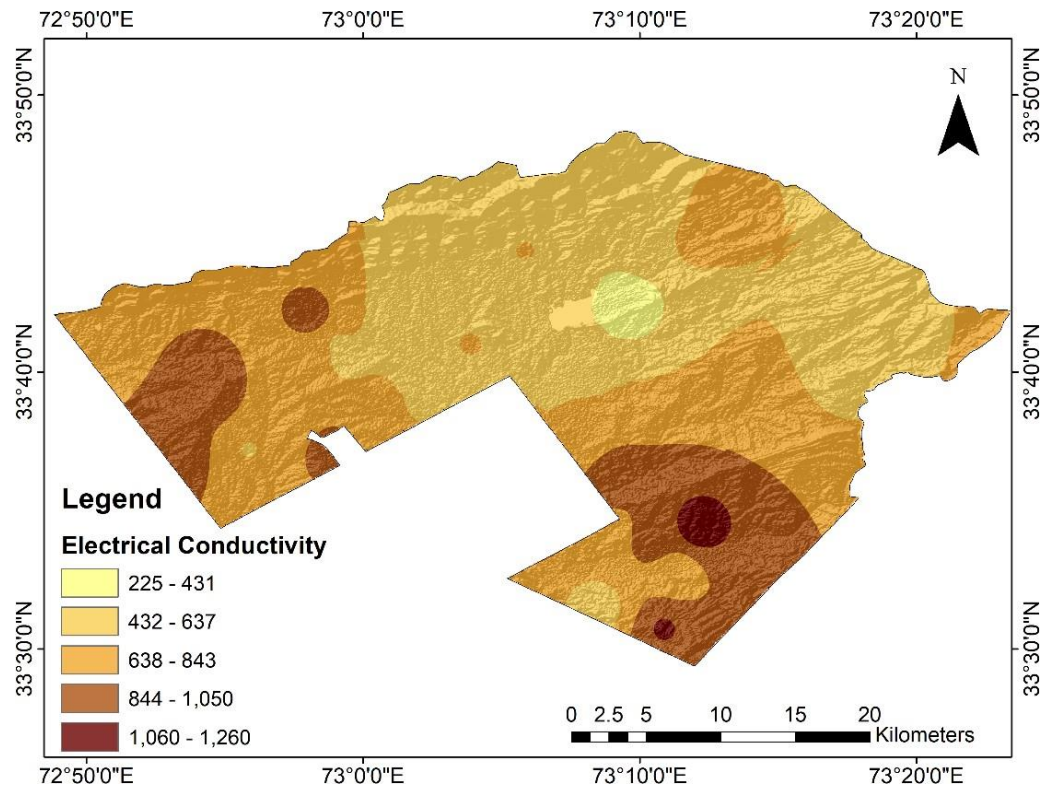 72°50'0"E 73°0'0"E 73°10'0"E 73°20'0"E
N
33°50'0"N 33°50'0"N
33°40'0"N 33°40'0"N
33°30'0"N 33°30'0"N
Legend
Electrical Conductivity
225 - 431
432 - 637
638 - 843
844 - 1,050
1,060 - 1,260
0 2.5 5 10 15 20
Kilometers
72°50'0"E 73°0'0"E 73°10'0"E 73°20'0"E